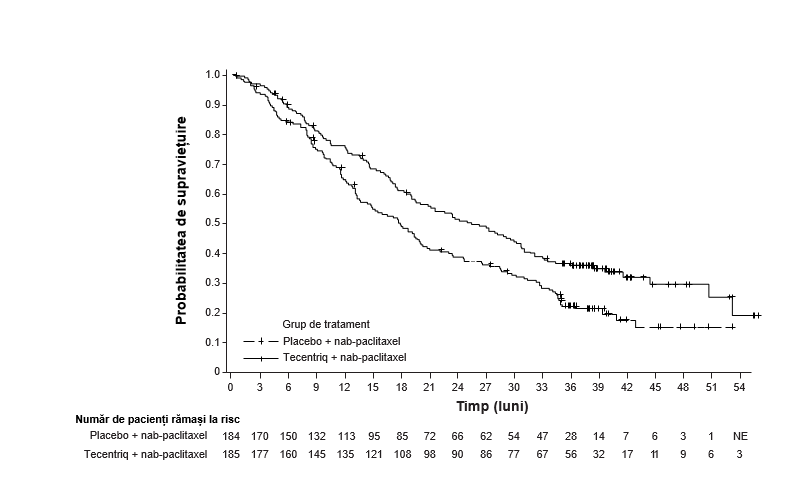 Probabilitatea de supraviețuire
1.0
0.9
0.8
0.7
0.6
0.5
0.4
0.3
0.2
0.1
0
Grup de tratament
Placebo + nab-paclitaxel
Tecentriq + nab-paclitaxel
0 3 6 9 12 15 18 21 24 27 30 33 36 39 42 45 48 51 54
Timp (luni)
Număr de pacienți rămași la risc
Placebo + nab-paclitaxel 184 170 150 132 113 95 85 72 66 62 54 47 28 14 7 6 3 1 NE
Tecentriq + nab-paclitaxel 185 177 160 145 135 121 108 98 90 86 77 67 56 32 17 11 9 6 3